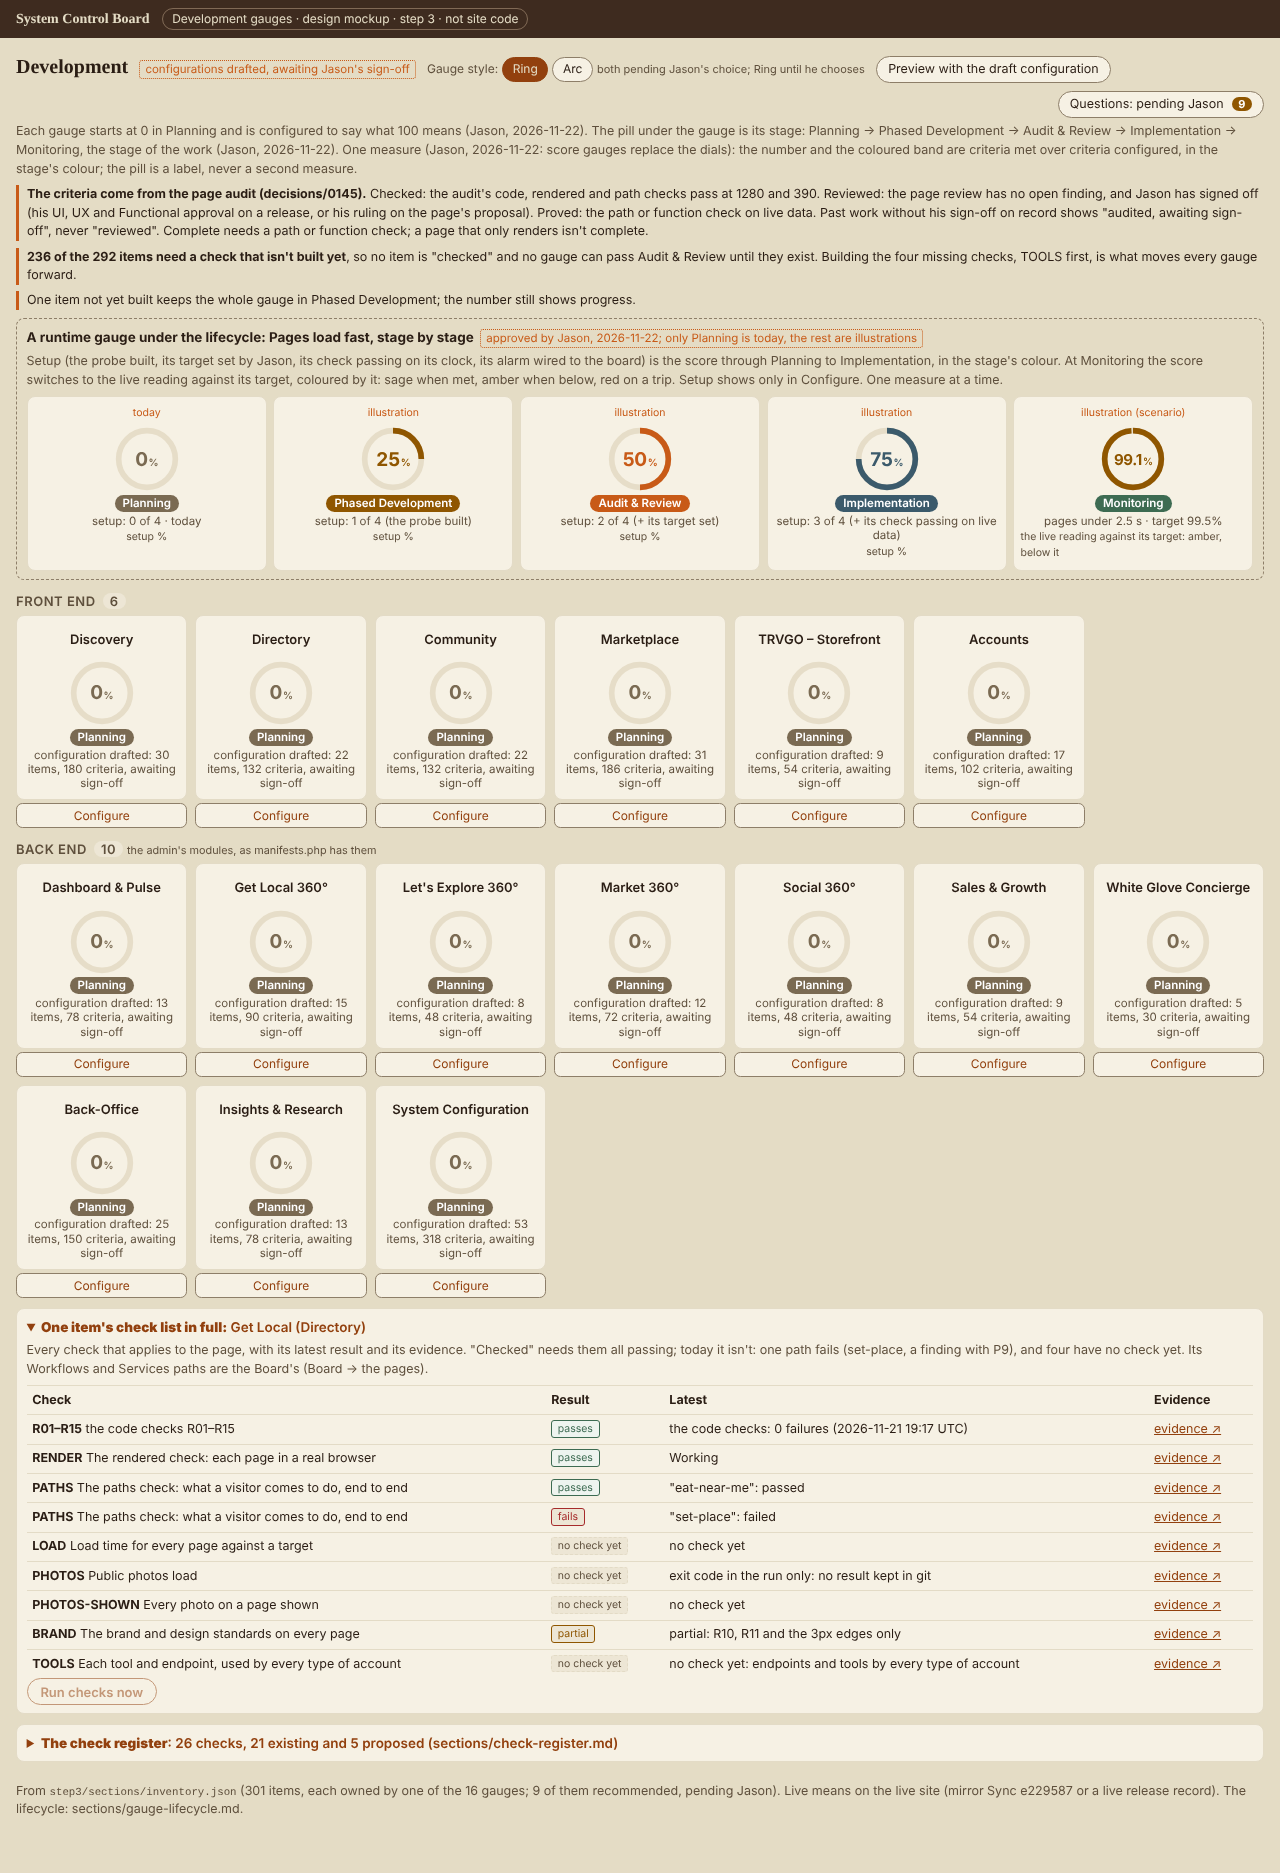 System Control Board
Development gauges · design mockup · step 3 · not site code
Development
configurations drafted, awaiting Jason's sign-off
Gauge style:
Ring
Arc
both pending Jason's choice; Ring until he chooses
Preview with the draft configuration
Questions: pending Jason 9
Each gauge starts at 0 in Planning and is configured to say what 100 means (Jason, 2026-11-22). The pill under the gauge is its stage: Planning → Phased Development → Audit & Review → Implementation →
Monitoring, the stage of the work (Jason, 2026-11-22). One measure (Jason, 2026-11-22: score gauges replace the dials): the number and the coloured band are criteria met over criteria configured, in the
stage's colour; the pill is a label, never a second measure.
The criteria come from the page audit (decisions/0145). Checked: the audit's code, rendered and path checks pass at 1280 and 390. Reviewed: the page review has no open finding, and Jason has signed off
(his UI, UX and Functional approval on a release, or his ruling on the page's proposal). Proved: the path or function check on live data. Past work without his sign-off on record shows "audited, awaiting sign-
off", never "reviewed". Complete needs a path or function check; a page that only renders isn't complete.
236 of the 292 items need a check that isn't built yet, so no item is "checked" and no gauge can pass Audit & Review until they exist. Building the four missing checks, TOOLS first, is what moves every gauge
forward.
One item not yet built keeps the whole gauge in Phased Development; the number still shows progress.
A runtime gauge under the lifecycle: Pages load fast, stage by stage
approved by Jason, 2026-11-22; only Planning is today, the rest are illustrations
Setup (the probe built, its target set by Jason, its check passing on its clock, its alarm wired to the board) is the score through Planning to Implementation, in the stage's colour. At Monitoring the score
switches to the live reading against its target, coloured by it: sage when met, amber when below, red on a trip. Setup shows only in Configure. One measure at a time.
today
0%
Planning
setup: 0 of 4 · today
setup %
illustration
25%
Phased Development
setup: 1 of 4 (the probe built)
setup %
illustration
50%
Audit & Review
setup: 2 of 4 (+ its target set)
setup %
illustration
75%
Implementation
setup: 3 of 4 (+ its check passing on live
data)
setup %
illustration (scenario)
99.1%
Monitoring
pages under 2.5 s · target 99.5%
the live reading against its target: amber,
below it
FRONT END 6
Discovery
0%
Planning
configuration drafted: 30
items, 180 criteria, awaiting
sign-off
Configure
Directory
0%
Planning
configuration drafted: 22
items, 132 criteria, awaiting
sign-off
Configure
Community
0%
Planning
configuration drafted: 22
items, 132 criteria, awaiting
sign-off
Configure
Marketplace
0%
Planning
configuration drafted: 31
items, 186 criteria, awaiting
sign-off
Configure
TRVGO – Storefront
0%
Planning
configuration drafted: 9
items, 54 criteria, awaiting
sign-off
Configure
Accounts
0%
Planning
configuration drafted: 17
items, 102 criteria, awaiting
sign-off
Configure
BACK END 10 the admin's modules, as manifests.php has them
Dashboard & Pulse
0%
Planning
configuration drafted: 13
items, 78 criteria, awaiting
sign-off
Configure
Get Local 360°
0%
Planning
configuration drafted: 15
items, 90 criteria, awaiting
sign-off
Configure
Let's Explore 360°
0%
Planning
configuration drafted: 8
items, 48 criteria, awaiting
sign-off
Configure
Market 360°
0%
Planning
configuration drafted: 12
items, 72 criteria, awaiting
sign-off
Configure
Social 360°
0%
Planning
configuration drafted: 8
items, 48 criteria, awaiting
sign-off
Configure
Sales & Growth
0%
Planning
configuration drafted: 9
items, 54 criteria, awaiting
sign-off
Configure
White Glove Concierge
0%
Planning
configuration drafted: 5
items, 30 criteria, awaiting
sign-off
Configure
Back-Office
0%
Planning
configuration drafted: 25
items, 150 criteria, awaiting
sign-off
Configure
Insights & Research
0%
Planning
configuration drafted: 13
items, 78 criteria, awaiting
sign-off
Configure
System Configuration
0%
Planning
configuration drafted: 53
items, 318 criteria, awaiting
sign-off
Configure
▼ One item's check list in full: Get Local (Directory)
Every check that applies to the page, with its latest result and its evidence. "Checked" needs them all passing; today it isn't: one path fails (set-place, a finding with P9), and four have no check yet. Its
Workflows and Services paths are the Board's (Board → the pages).
Check Result Latest Evidence
R01–R15 the code checks R01–R15 passes the code checks: 0 failures (2026-11-21 19:17 UTC) evidence ↗
RENDER The rendered check: each page in a real browser passes Working evidence ↗
PATHS The paths check: what a visitor comes to do, end to end passes "eat-near-me": passed evidence ↗
PATHS The paths check: what a visitor comes to do, end to end fails "set-place": failed evidence ↗
LOAD Load time for every page against a target no check yet no check yet evidence ↗
PHOTOS Public photos load no check yet exit code in the run only: no result kept in git evidence ↗
PHOTOS-SHOWN Every photo on a page shown no check yet no check yet evidence ↗
BRAND The brand and design standards on every page partial partial: R10, R11 and the 3px edges only evidence ↗
TOOLS Each tool and endpoint, used by every type of account no check yet no check yet: endpoints and tools by every type of account evidence ↗
Run checks now
▶ The check register: 26 checks, 21 existing and 5 proposed (sections/check-register.md)
From step3/sections/inventory.json (301 items, each owned by one of the 16 gauges; 9 of them recommended, pending Jason). Live means on the live site (mirror Sync e229587 or a live release record). The
lifecycle: sections/gauge-lifecycle.md.